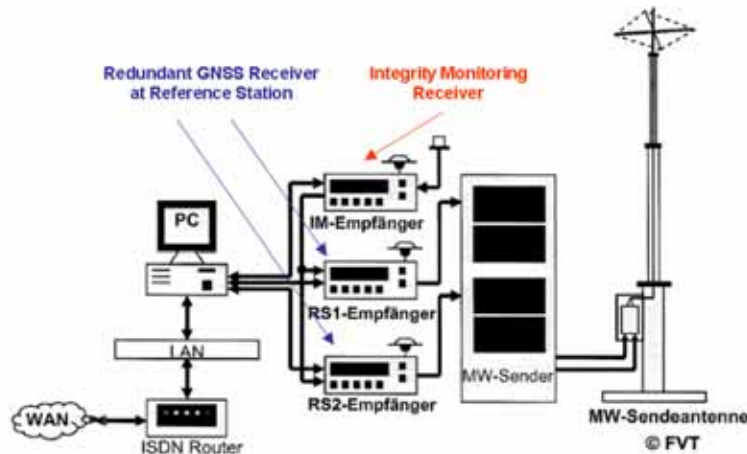 Redundant GNSS Receiver
at Reference Station
Integrity Monitoring
Receiver
PC
IM-Empfänger
RS1-Empfänger
LAN
RS2-Empfänger
MW-Sender
WAN
ISDN Router
MW-Sendeantenne
© FVT